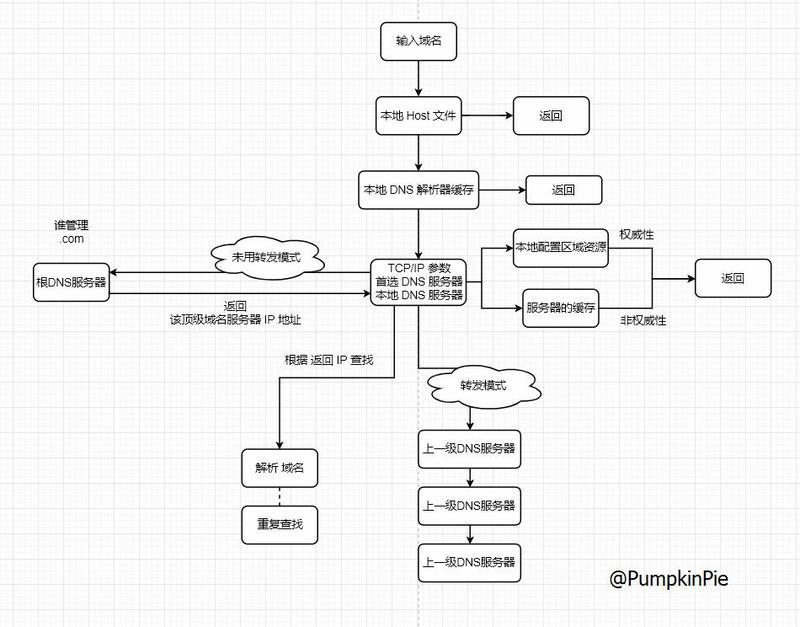 输入域名
本地 Host 文件
返回
本地 DNS 解析器缓存
返回
谁管理
.com
未用转发模式
根DNS服务器
返回
该顶级域名服务器 IP 地址
TCP/IP 参数
首选 DNS 服务器
本地 DNS 服务器
本地配置区域资源
权威性
服务器的缓存
非权威性
返回
根据 返回 IP 查找
转发模式
解析 域名
重复查找
上一级DNS服务器
上一级DNS服务器
上一级DNS服务器
@PumpkinPie